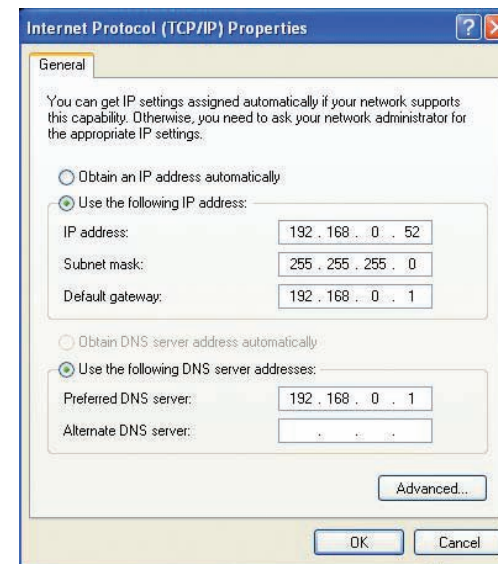 Internet Protocol (TCP/IP) Properties
General
You can get IP settings assigned automatically if your network supports
this capability. Otherwise, you need to ask your network administrator for
the appropriate IP settings.
Obtain an IP address automatically
Use the following IP address:
IP address: 192 . 168 . 0 . 52
Subnet mask: 255 . 255 . 255 . 0
Default gateway: 192 . 168 . 0 . 1
Obtain DNS server address automatically
Use the following DNS server addresses:
Preferred DNS server: 192 . 168 . 0 . 1
Alternate DNS server: . . .
Advanced...
OK Cancel